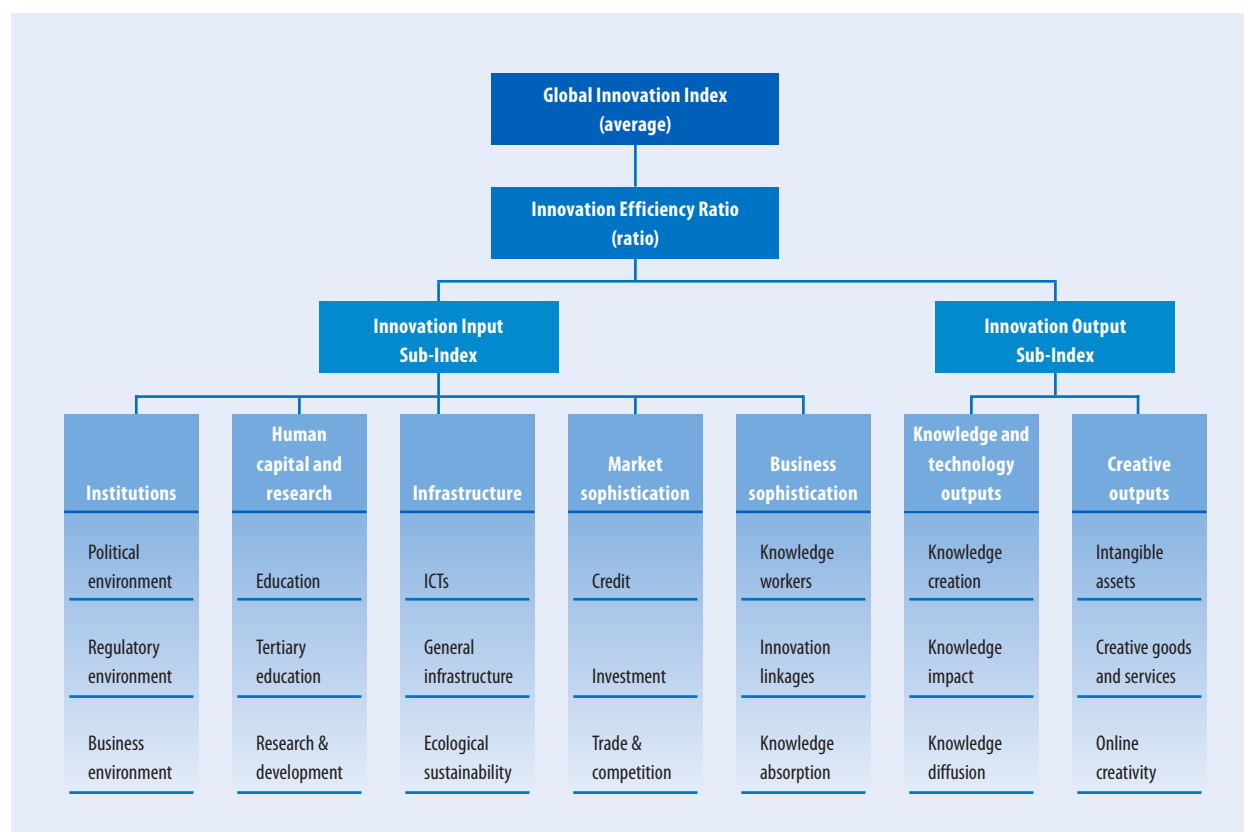 Global Innovation Index
(average)
Innovation Efficiency Ratio
(ratio)
Innovation Input
Sub-Index
Innovation Output
Sub-Index
Institutions
Human
capital and
research
Infrastructure
Market
sophistication
Business
sophistication
Knowledge and
technology
outputs
Creative
outputs
Political
environment
Education
ICTs
Credit
Knowledge
workers
Knowledge
creation
Intangible
assets
Regulatory
environment
Tertiary
education
General
infrastructure
Investment
Innovation
linkages
Knowledge
impact
Creative goods
and services
Business
environment
Research &
development
Ecological
sustainability
Trade &
competition
Knowledge
absorption
Knowledge
diffusion
Online
creativity